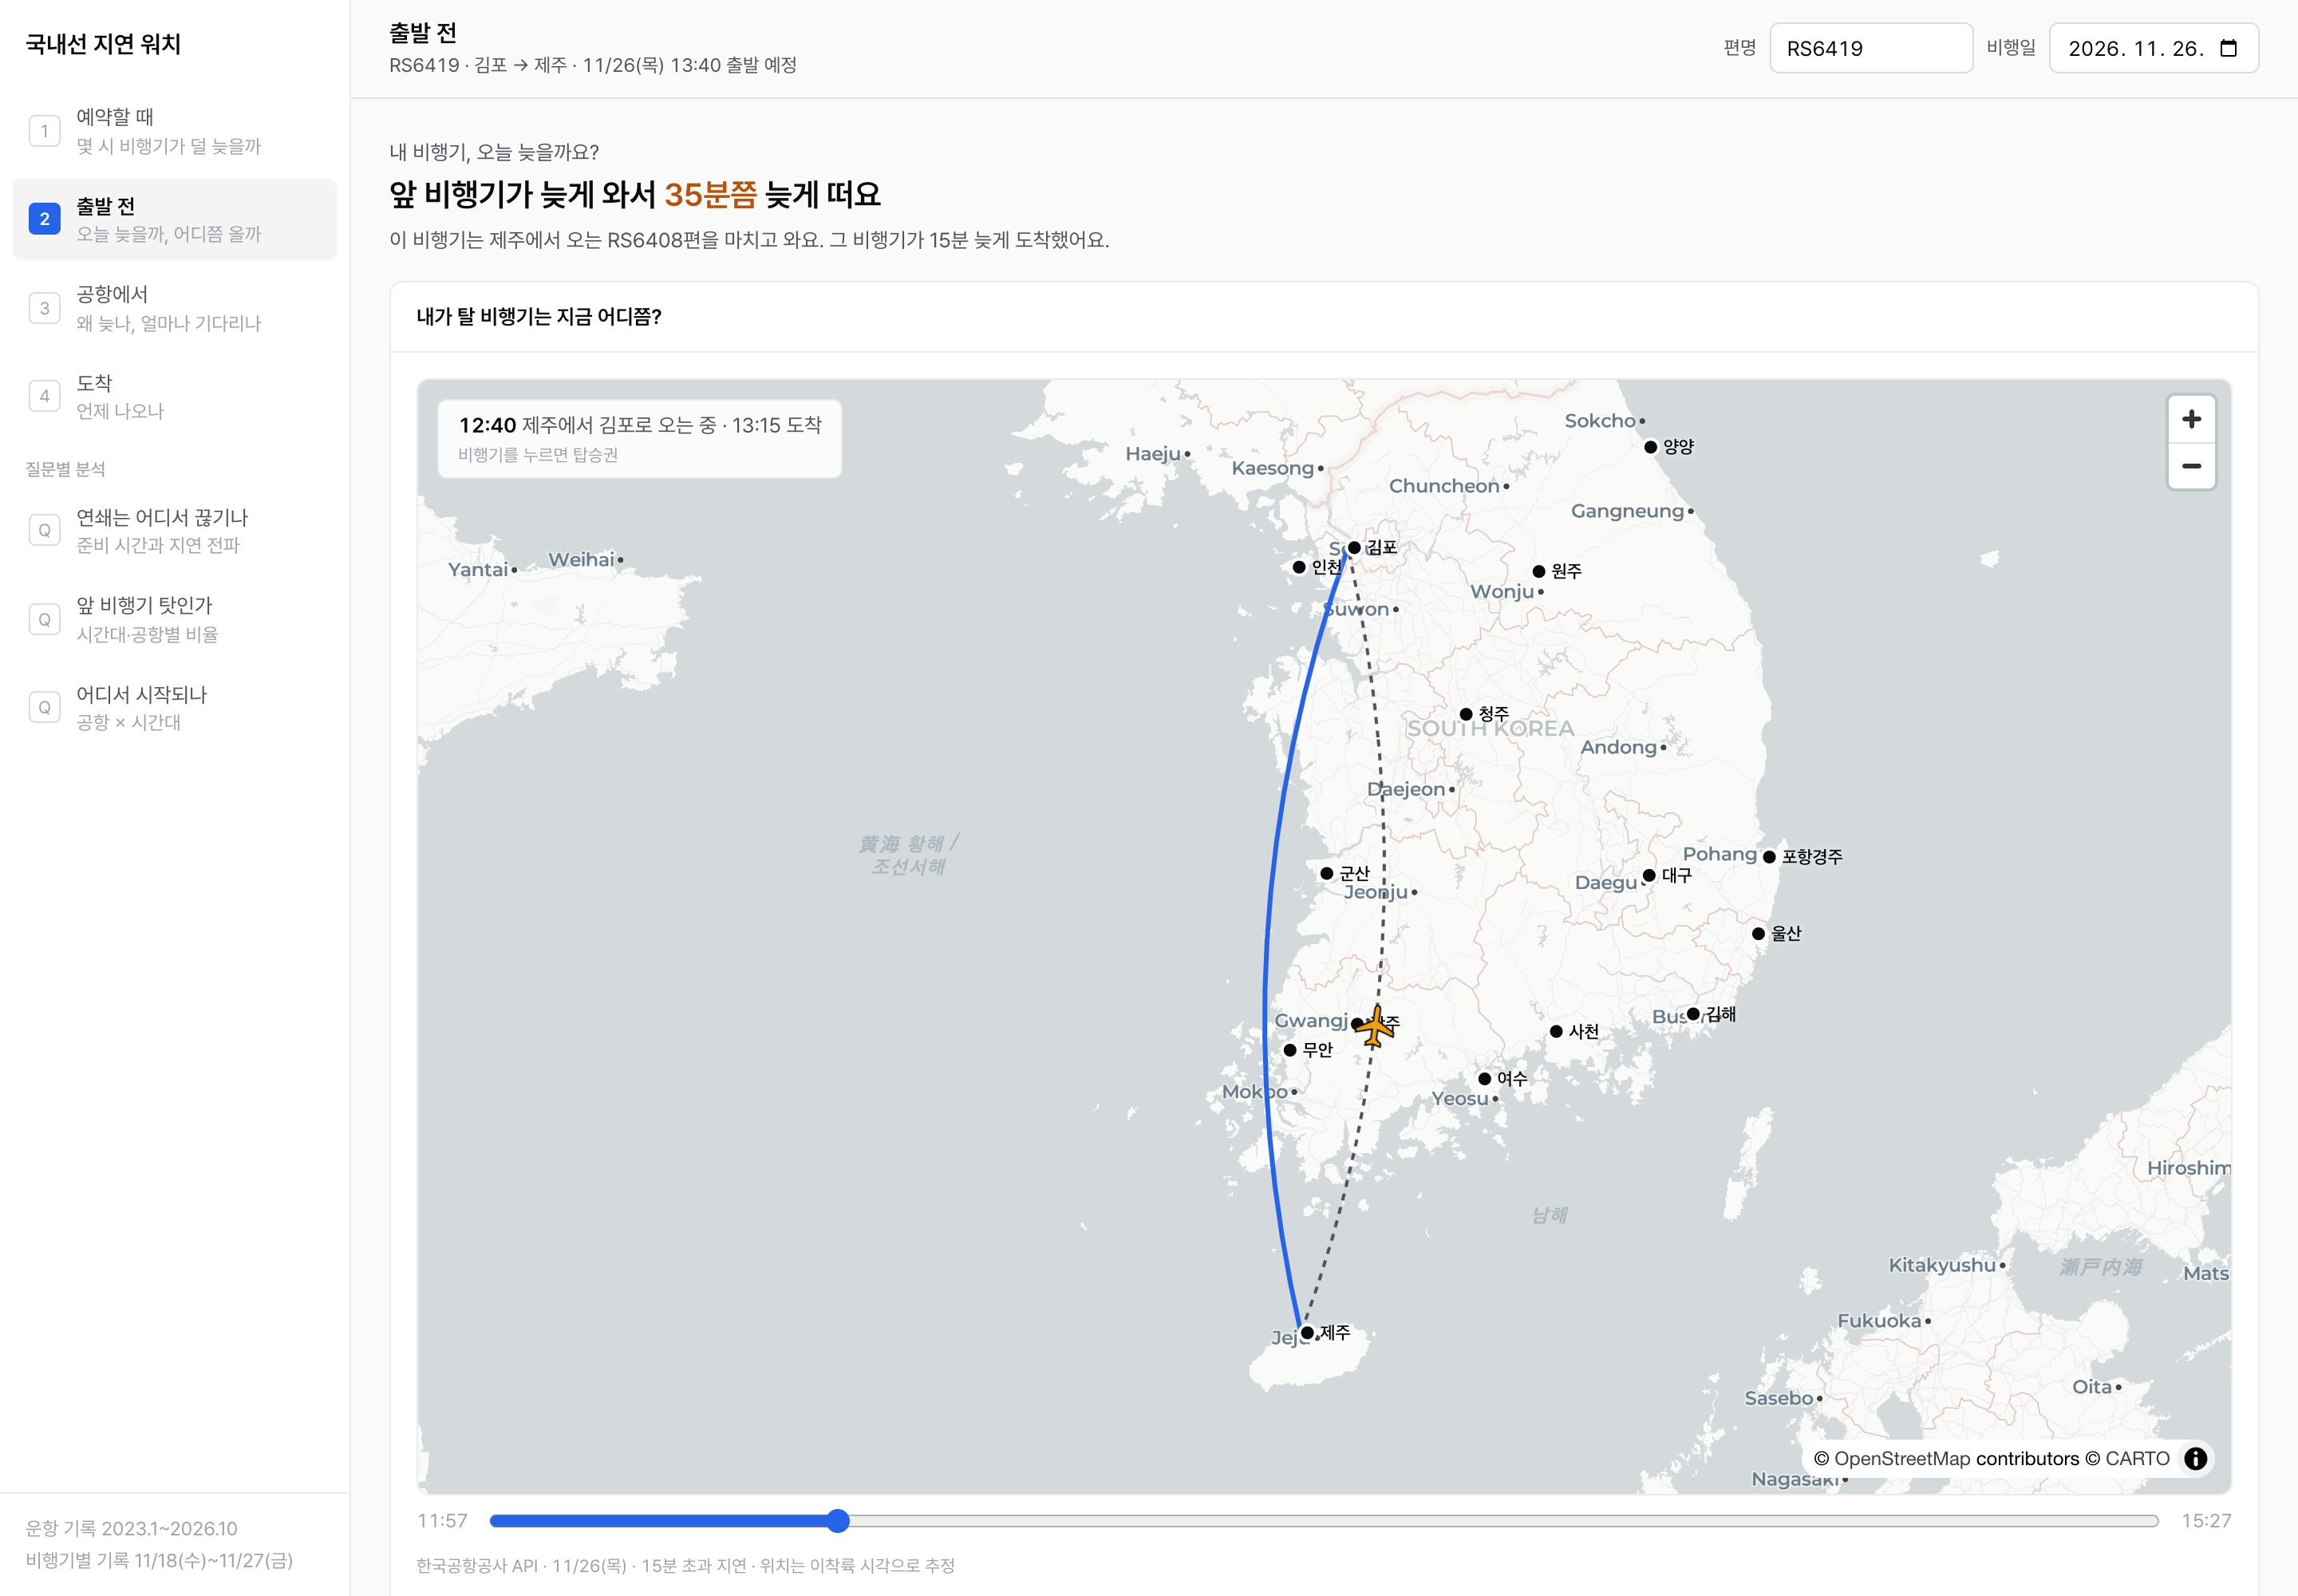 국내선 지연 워치
1
예약할 때
몇 시 비행기가 덜 늦을까
2
출발 전
오늘 늦을까, 어디쯤 올까
3
공항에서
왜 늦나, 얼마나 기다리나
4
도착
언제 나오나
질문별 분석
Q
연쇄는 어디서 끊기나
준비 시간과 지연 전파
Q
앞 비행기 탓인가
시간대·공항별 비율
Q
어디서 시작되나
공항 × 시간대
운항 기록 2023.1~2026.10
비행기별 기록 11/18(수)~11/27(금)
출발 전
RS6419 · 김포 → 제주 · 11/26(목) 13:40 출발 예정
편명 RS6419 비행일 2026. 11. 26.
내 비행기, 오늘 늦을까요?
앞 비행기가 늦게 와서 35분쯤 늦게 떠요
이 비행기는 제주에서 오는 RS6408편을 마치고 와요. 그 비행기가 15분 늦게 도착했어요.
내가 탈 비행기는 지금 어디쯤?
12:40 제주에서 김포로 오는 중 · 13:15 도착
비행기를 누르면 탑승권
+
−
Sokcho
양양
Haeju
Kaesong
Chuncheon
Gangneung
김포
인천
Weihai
Yantai
원주
Wonju
Suwon
청주
SOUTH KOREA
Andong
Daejeon
黄海 황해 /
조선서해
Pohang
포항경주
군산
Jeonju
Daegu
대구
울산
Gwangj
김해
사천
무안
여수
Mokpo
Yeosu
Hiroshim
남해
Kitakyushu
瀬戸内海
Mats
Fukuoka
제주
Oita
Sasebo
© OpenStreetMap contributors © CARTO
Nagasaki
11:57
15:27
한국공항공사 API · 11/26(목) · 15분 초과 지연 · 위치는 이착륙 시각으로 추정